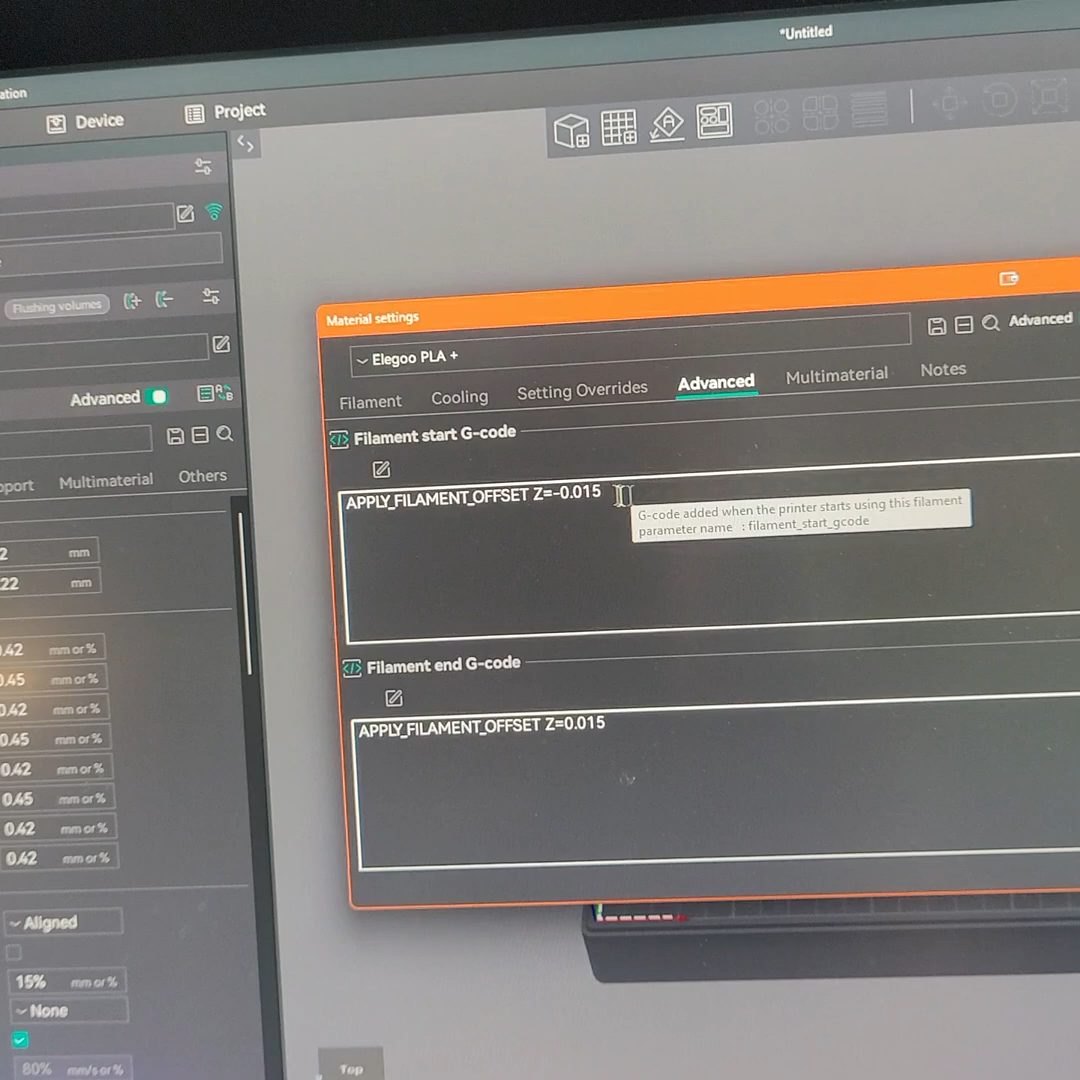 *Untitled
ation
Device
Project
Flushing volumes
Material settings
Elegoo PLA +
Advanced
Filament
Cooling
Setting Overrides
Advanced
Multimaterial
Notes
Filament start G-code
APPLY_FILAMENT_OFFSET Z=-0.015
G-code added when the printer starts using this filament
parameter name : filament_start_gcode
Filament end G-code
APPLY_FILAMENT_OFFSET Z=0.015
Advanced
pport
Multimaterial
Others
2 mm
22 mm
.42 mm or %
0.45 mm or %
0.42 mm or %
0.45 mm or %
0.42 mm or %
0.45 mm or %
0.42 mm or %
0.42 mm or %
Aligned
15% mm or %
None
80% mm/s or %
Top